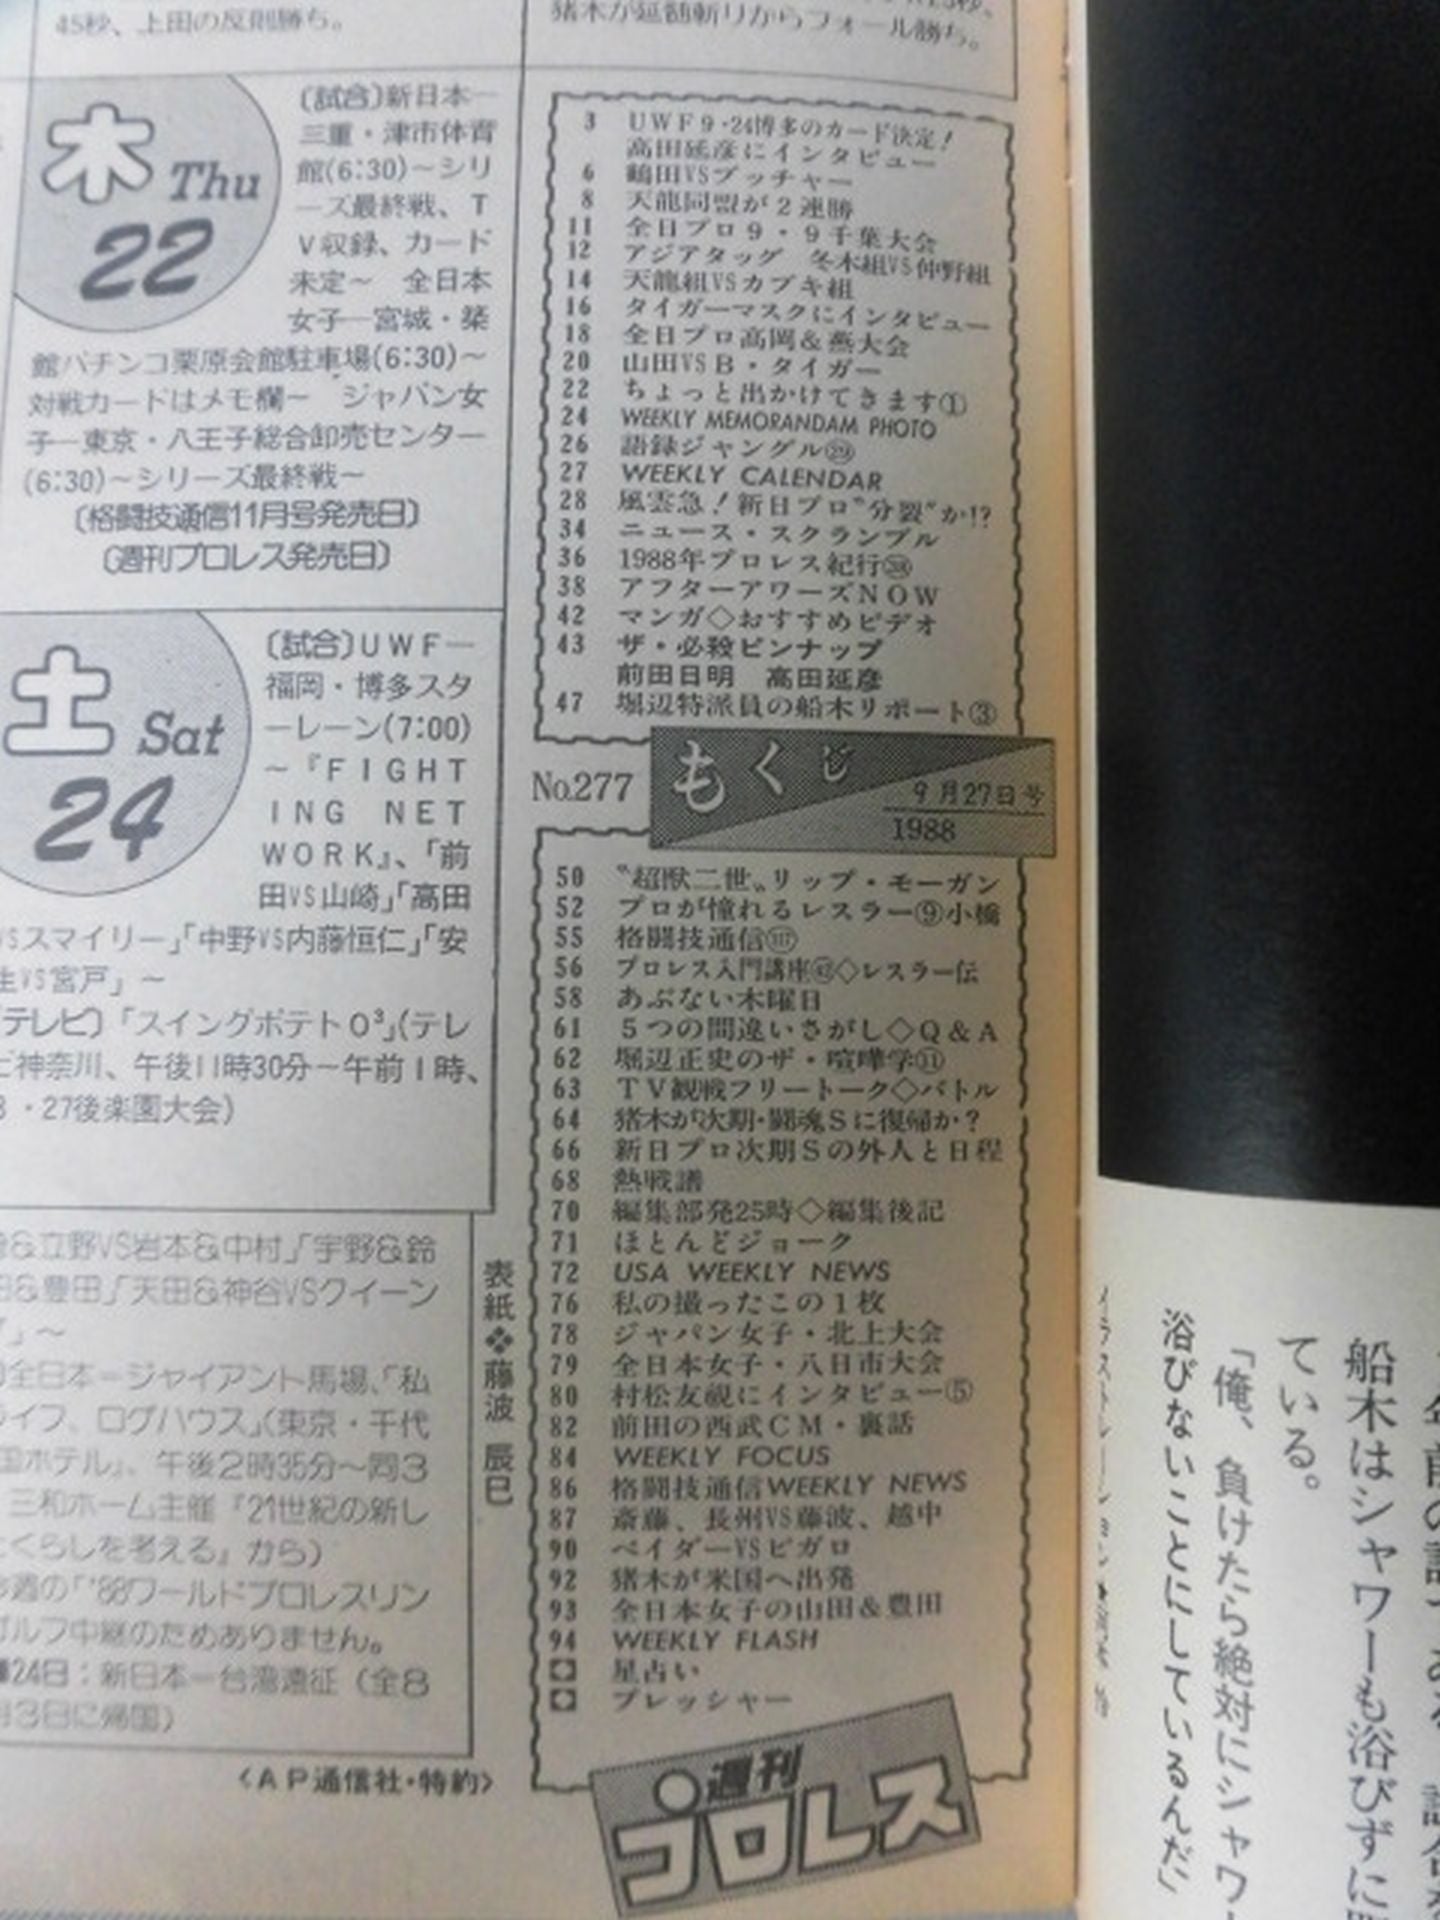 45秒、上田の反則勝ち。
猪木が延髄斬りからフォール勝ち。
木 Thu
22
〔試合〕新日本―
三重・津市体育
館(6:30)～シリ
ーズ最終戦、T
V収録、カード
未定～　全日本
女子―宮城・築
館パチンコ栗原会館駐車場(6:30)～
対戦カードはメモ欄～　ジャパン女
子―東京・八王子総合卸売センター
(6:30)～シリーズ最終戦～
〔格闘技通信11月号発売日〕
〔週刊プロレス発売日〕
土 Sat
24
〔試合〕UWF―
福岡・博多スタ
ーレーン(7:00)
～『FIGHT
ING NET
WORK』、「前
田VS山崎」「高田
VSスマイリー」「中野VS内藤恒仁」「安
生VS宮戸」～
テレビ〕「スイングポテトO³」(テレ
ビ神奈川、午後11時30分～午前1時、
・27後楽園大会)
&立野VS岩本&中村」「宇野&鈴
田&豊田」「天田&神谷VSクイーン
」～
全日本=ジャイアント馬場、「私
ライフ、ログハウス」(東京・千代
国ホテル」、午後2時35分～同3
三和ホーム主催『21世紀の新し
くらしを考える』から)
週の「'88ワールドプロレスリン
ゴルフ中継のためありません。
24日：新日本―台湾遠征（全8
月3日に帰国）
〈AP通信社・特約〉
表紙❖藤波 辰巳
3 UWF9・24博多のカード決定！
高田延彦にインタビュー
6 鶴田VSブッチャー
8 天龍同盟が2連勝
11 全日プロ9・9千葉大会
12 アジアタッグ　冬木組VS仲野組
14 天龍組VSカブキ組
16 タイガーマスクにインタビュー
18 全日プロ高岡&燕大会
20 山田VSB・タイガー
22 ちょっと出かけてきます①
24 WEEKLY MEMORANDAM PHOTO
26 語録ジャングル㉙
27 WEEKLY CALENDAR
28 風雲急！新日プロ〝分裂〟か!?
34 ニュース・スクランブル
36 1988年プロレス紀行㊳
38 アフターアワーズNOW
42 マンガ◇おすすめビデオ
43 ザ・必殺ピンナップ
前田日明　高田延彦
47 堀辺特派員の船木リポート③
No.277
もくじ
9月27日号
1988
50 〝超獣二世〟リップ・モーガン
52 プロが憧れるレスラー⑨小橋
55 格闘技通信
56 プロレス入門講座◇レスラー伝
58 あぶない木曜日
61 5つの間違いさがし◇Q&A
62 堀辺正史のザ・喧嘩学⑪
63 TV観戦フリートーク◇バトル
64 猪木が次期・闘魂Sに復帰か？
66 新日プロ次期Sの外人と日程
68 熱戦譜
70 編集部発25時◇編集後記
71 ほとんどジョーク
72 USA WEEKLY NEWS
76 私の撮ったこの1枚
78 ジャパン女子・北上大会
79 全日本女子・八日市大会
80 村松友視にインタビュー⑤
82 前田の西武CM・裏話
84 WEEKLY FOCUS
86 格闘技通信WEEKLY NEWS
87 斎藤、長州VS藤波、越中
90 ベイダーVSビガロ
92 猪木が米国へ出発
93 全日本女子の山田&豊田
94 WEEKLY FLASH
星占い
プレッシャー
週刊
プロレス
船木はシャワーも浴びずに
ている。
「俺、負けたら絶対にシャワー
浴びないことにしているんだ」